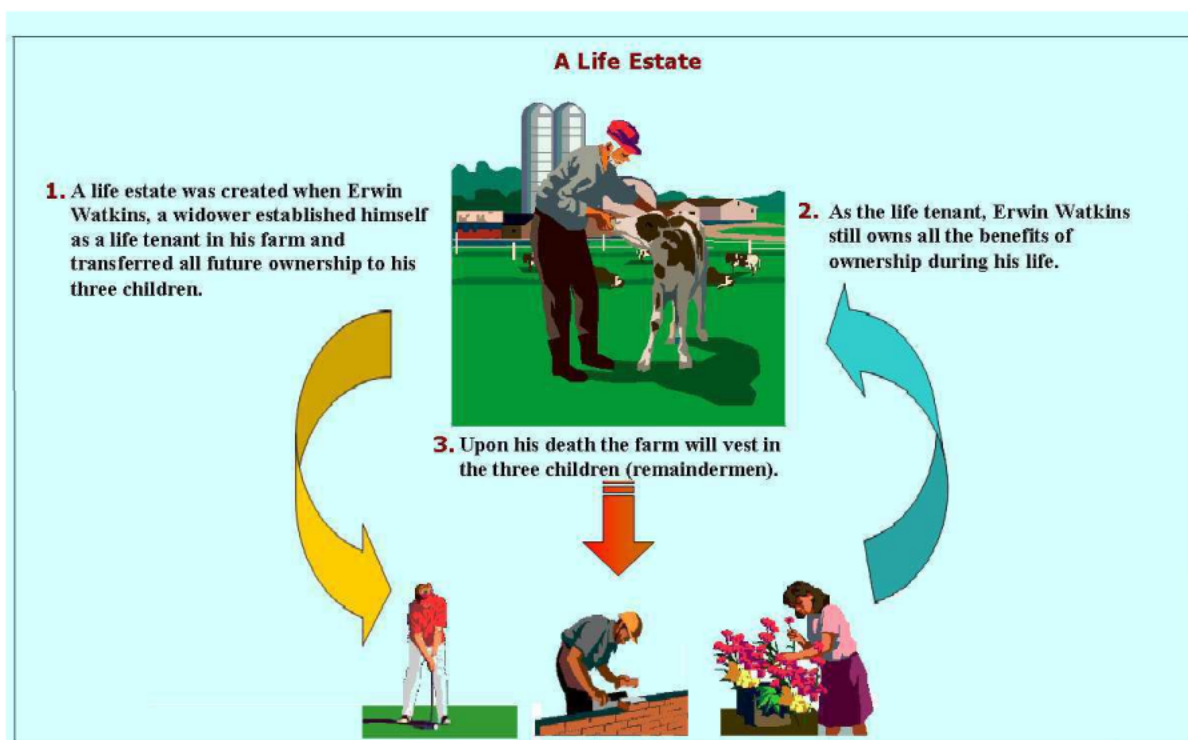 A Life Estate
1. A life estate was created when Erwin
Watkins, a widower established himself
as a life tenant in his farm and
transferred all future ownership to his
three children.
2. As the life tenant, Erwin Watkins
still owns all the benefits of
ownership during his life.
3. Upon his death the farm will vest in
the three children (remaindermen).